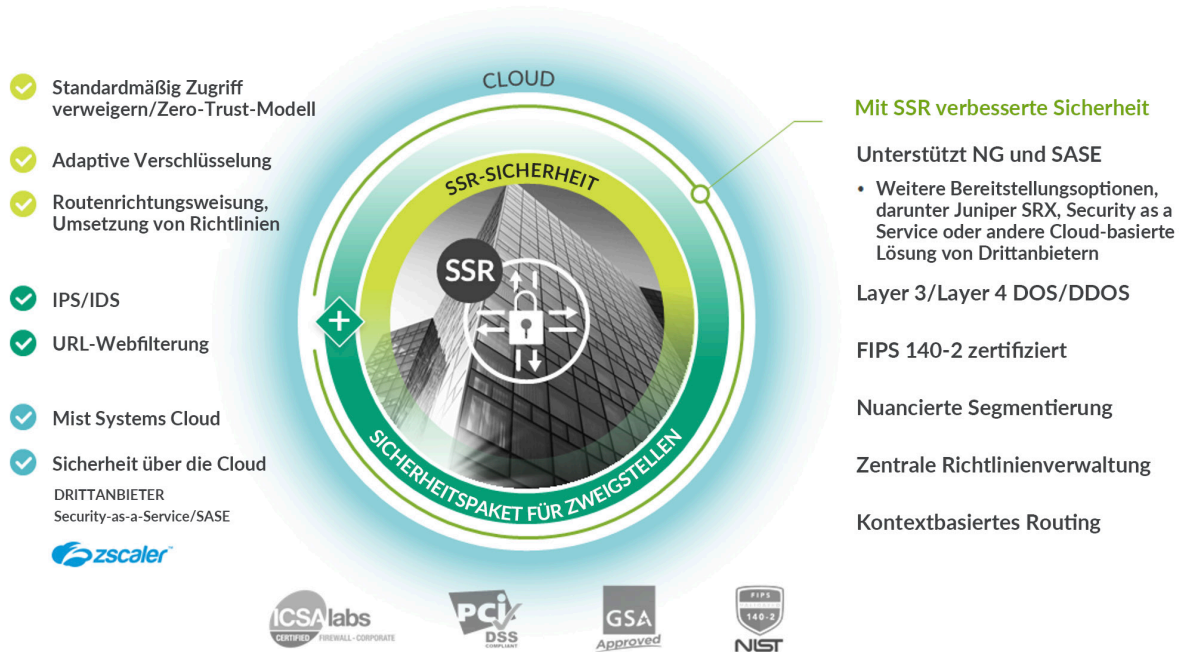 Standardmäßig Zugriff
verweigern/Zero-Trust-Modell
Adaptive Verschlüsselung
Routenrichtungsweisung,
Umsetzung von Richtlinien
IPS/IDS
URL-Webfilterung
Mist Systems Cloud
Sicherheit über die Cloud
DRITTANBIETER
Security-as-a-Service/SASE
zscaler™
CLOUD
SSR-SICHERHEIT
SSR
+
SICHERHEITSPAKET FÜR ZWEIGSTELLEN
Mit SSR verbesserte Sicherheit
Unterstützt NG und SASE
• Weitere Bereitstellungsoptionen,
darunter Juniper SRX, Security as a
Service oder andere Cloud-basierte
Lösung von Drittanbietern
Layer 3/Layer 4 DOS/DDOS
FIPS 140-2 zertifiziert
Nuancierte Segmentierung
Zentrale Richtlinienverwaltung
Kontextbasiertes Routing
ICSAlabs
CERTIFIED FIREWALL-CORPORATE
PCI
DSS
COMPLIANT
GSA
Approved
FIPS
140-2
NIST